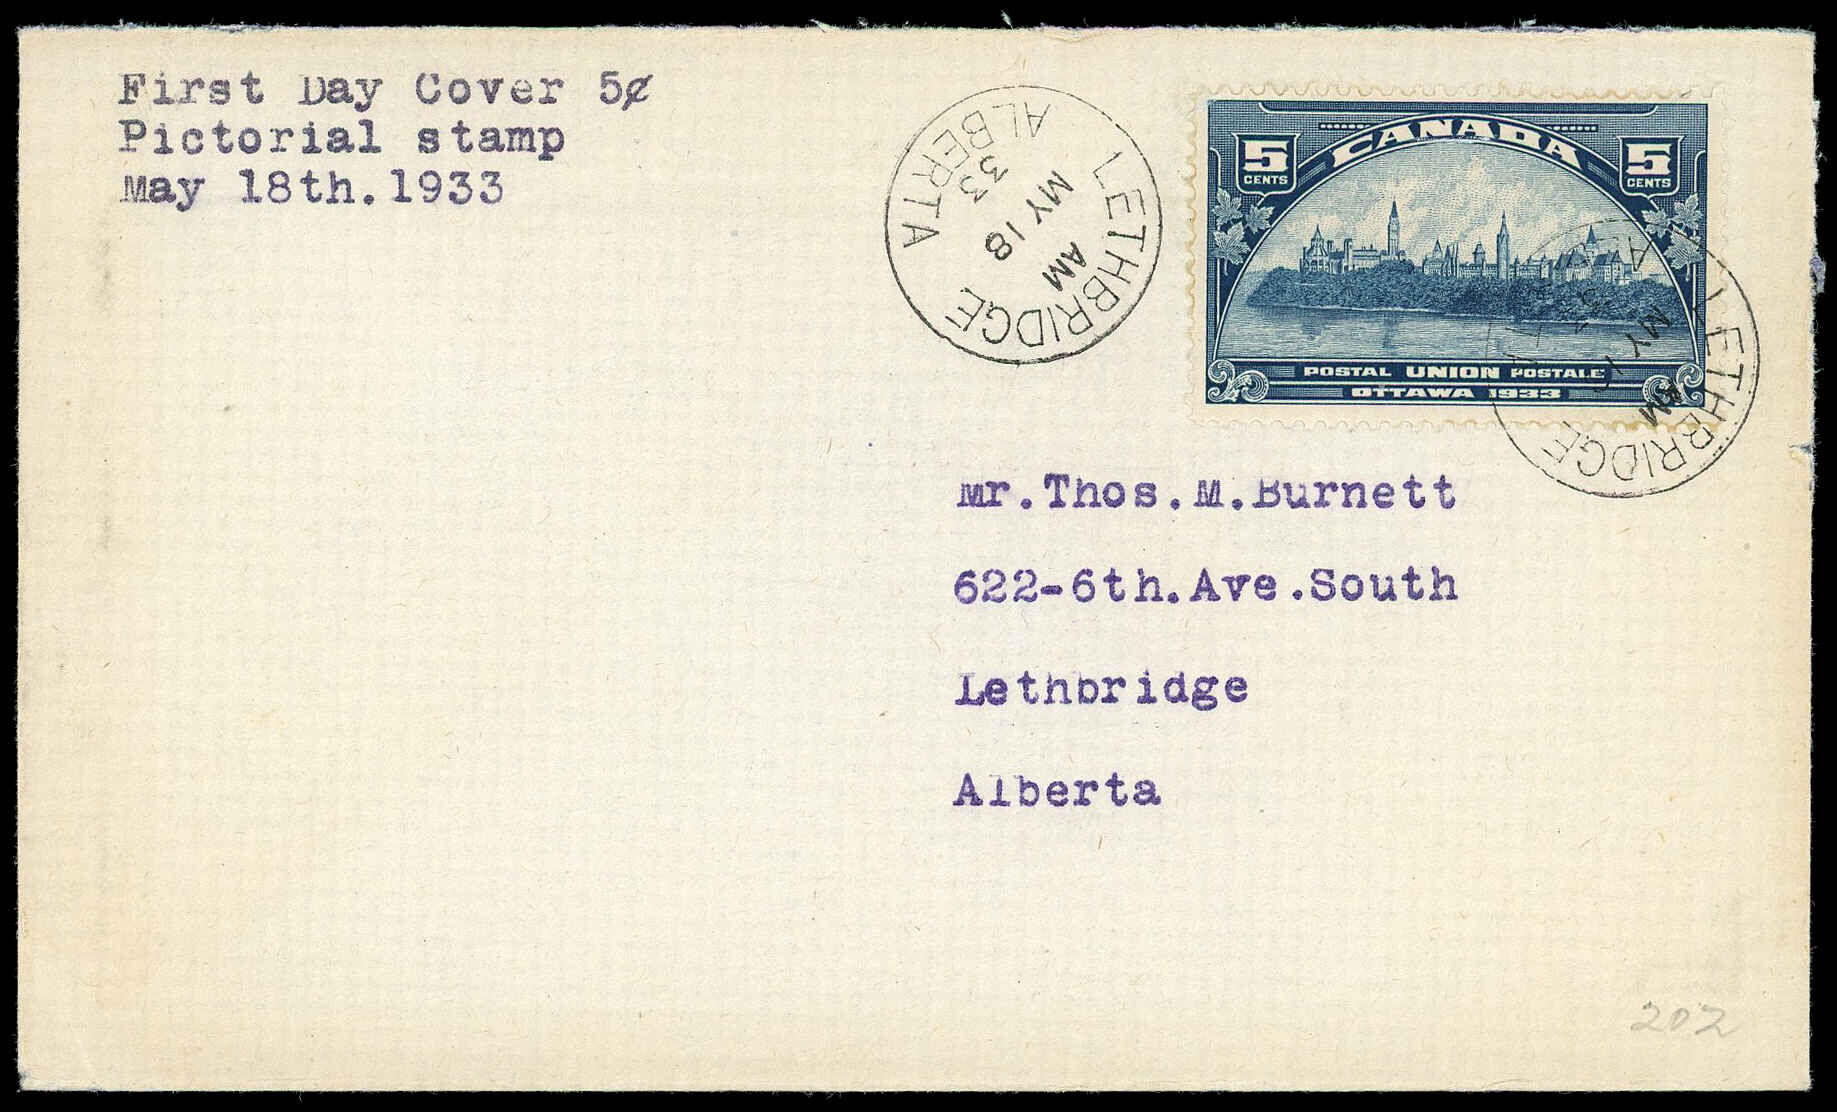 First Day Cover 5¢
Pictorial stamp
May 18th.1933
LETHBRIDGE
AM
MY 18
33
ALBERTA
CANADA
5 CENTS
5 CENTS
POSTAL UNION POSTALE
OTTAWA 1933
LETHBRIDGE
Mr.Thos.M.Burnett
622-6th.Ave.South
Lethbridge
Alberta
202